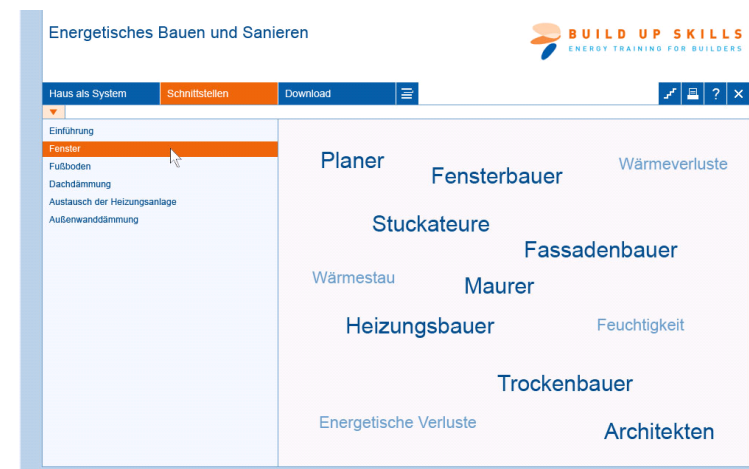 Energetisches Bauen und Sanieren
BUILD UP SKILLS
ENERGY TRAINING FOR BUILDERS
Haus als System
Schnittstellen
Download
?
Einführung
Fenster
Fußboden
Dachdämmung
Austausch der Heizungsanlage
Außenwanddämmung
Planer
Wärmeverluste
Fensterbauer
Stuckateure
Fassadenbauer
Wärmestau
Maurer
Heizungsbauer
Feuchtigkeit
Trockenbauer
Energetische Verluste
Architekten